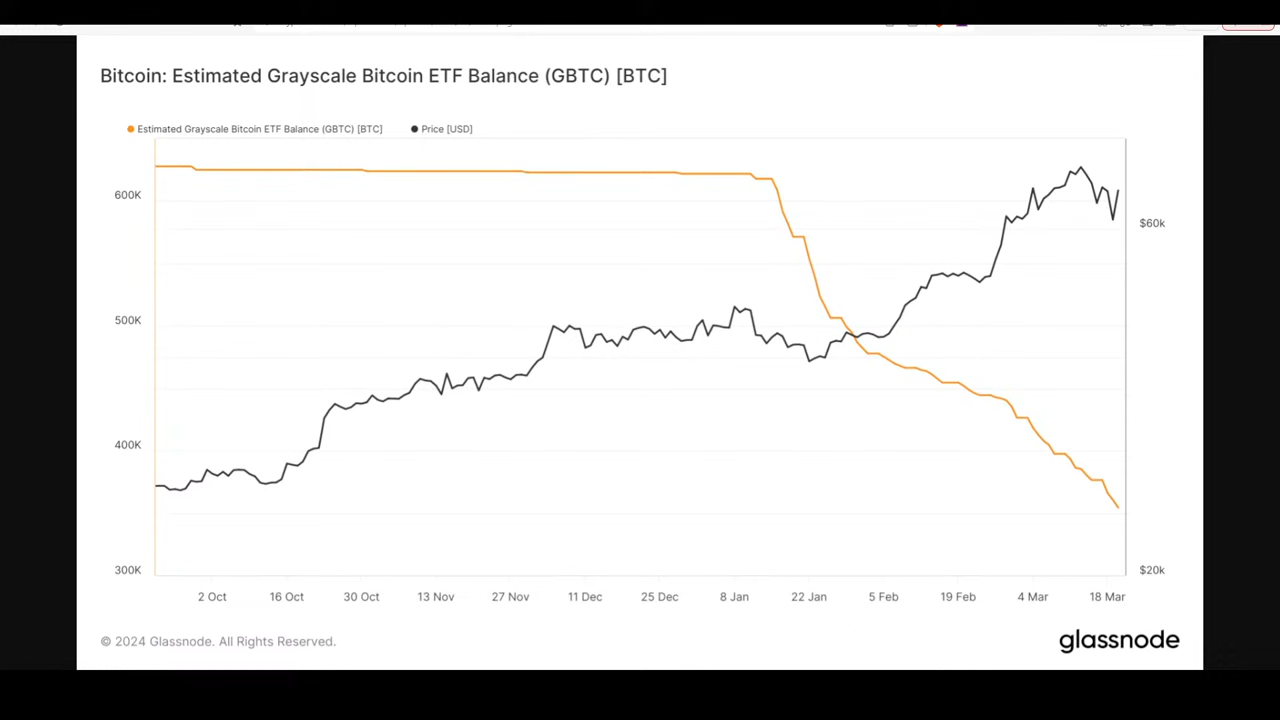 Bitcoin: Estimated Grayscale Bitcoin ETF Balance (GBTC) [BTC]
Estimated Grayscale Bitcoin ETF Balance (GBTC) [BTC] Price [USD]
600K
$60k
500K
400K
300K
$20k
2 Oct 16 Oct 30 Oct 13 Nov 27 Nov 11 Dec 25 Dec 8 Jan 22 Jan 5 Feb 19 Feb 4 Mar 18 Mar
© 2024 Glassnode. All Rights Reserved.
glassnode